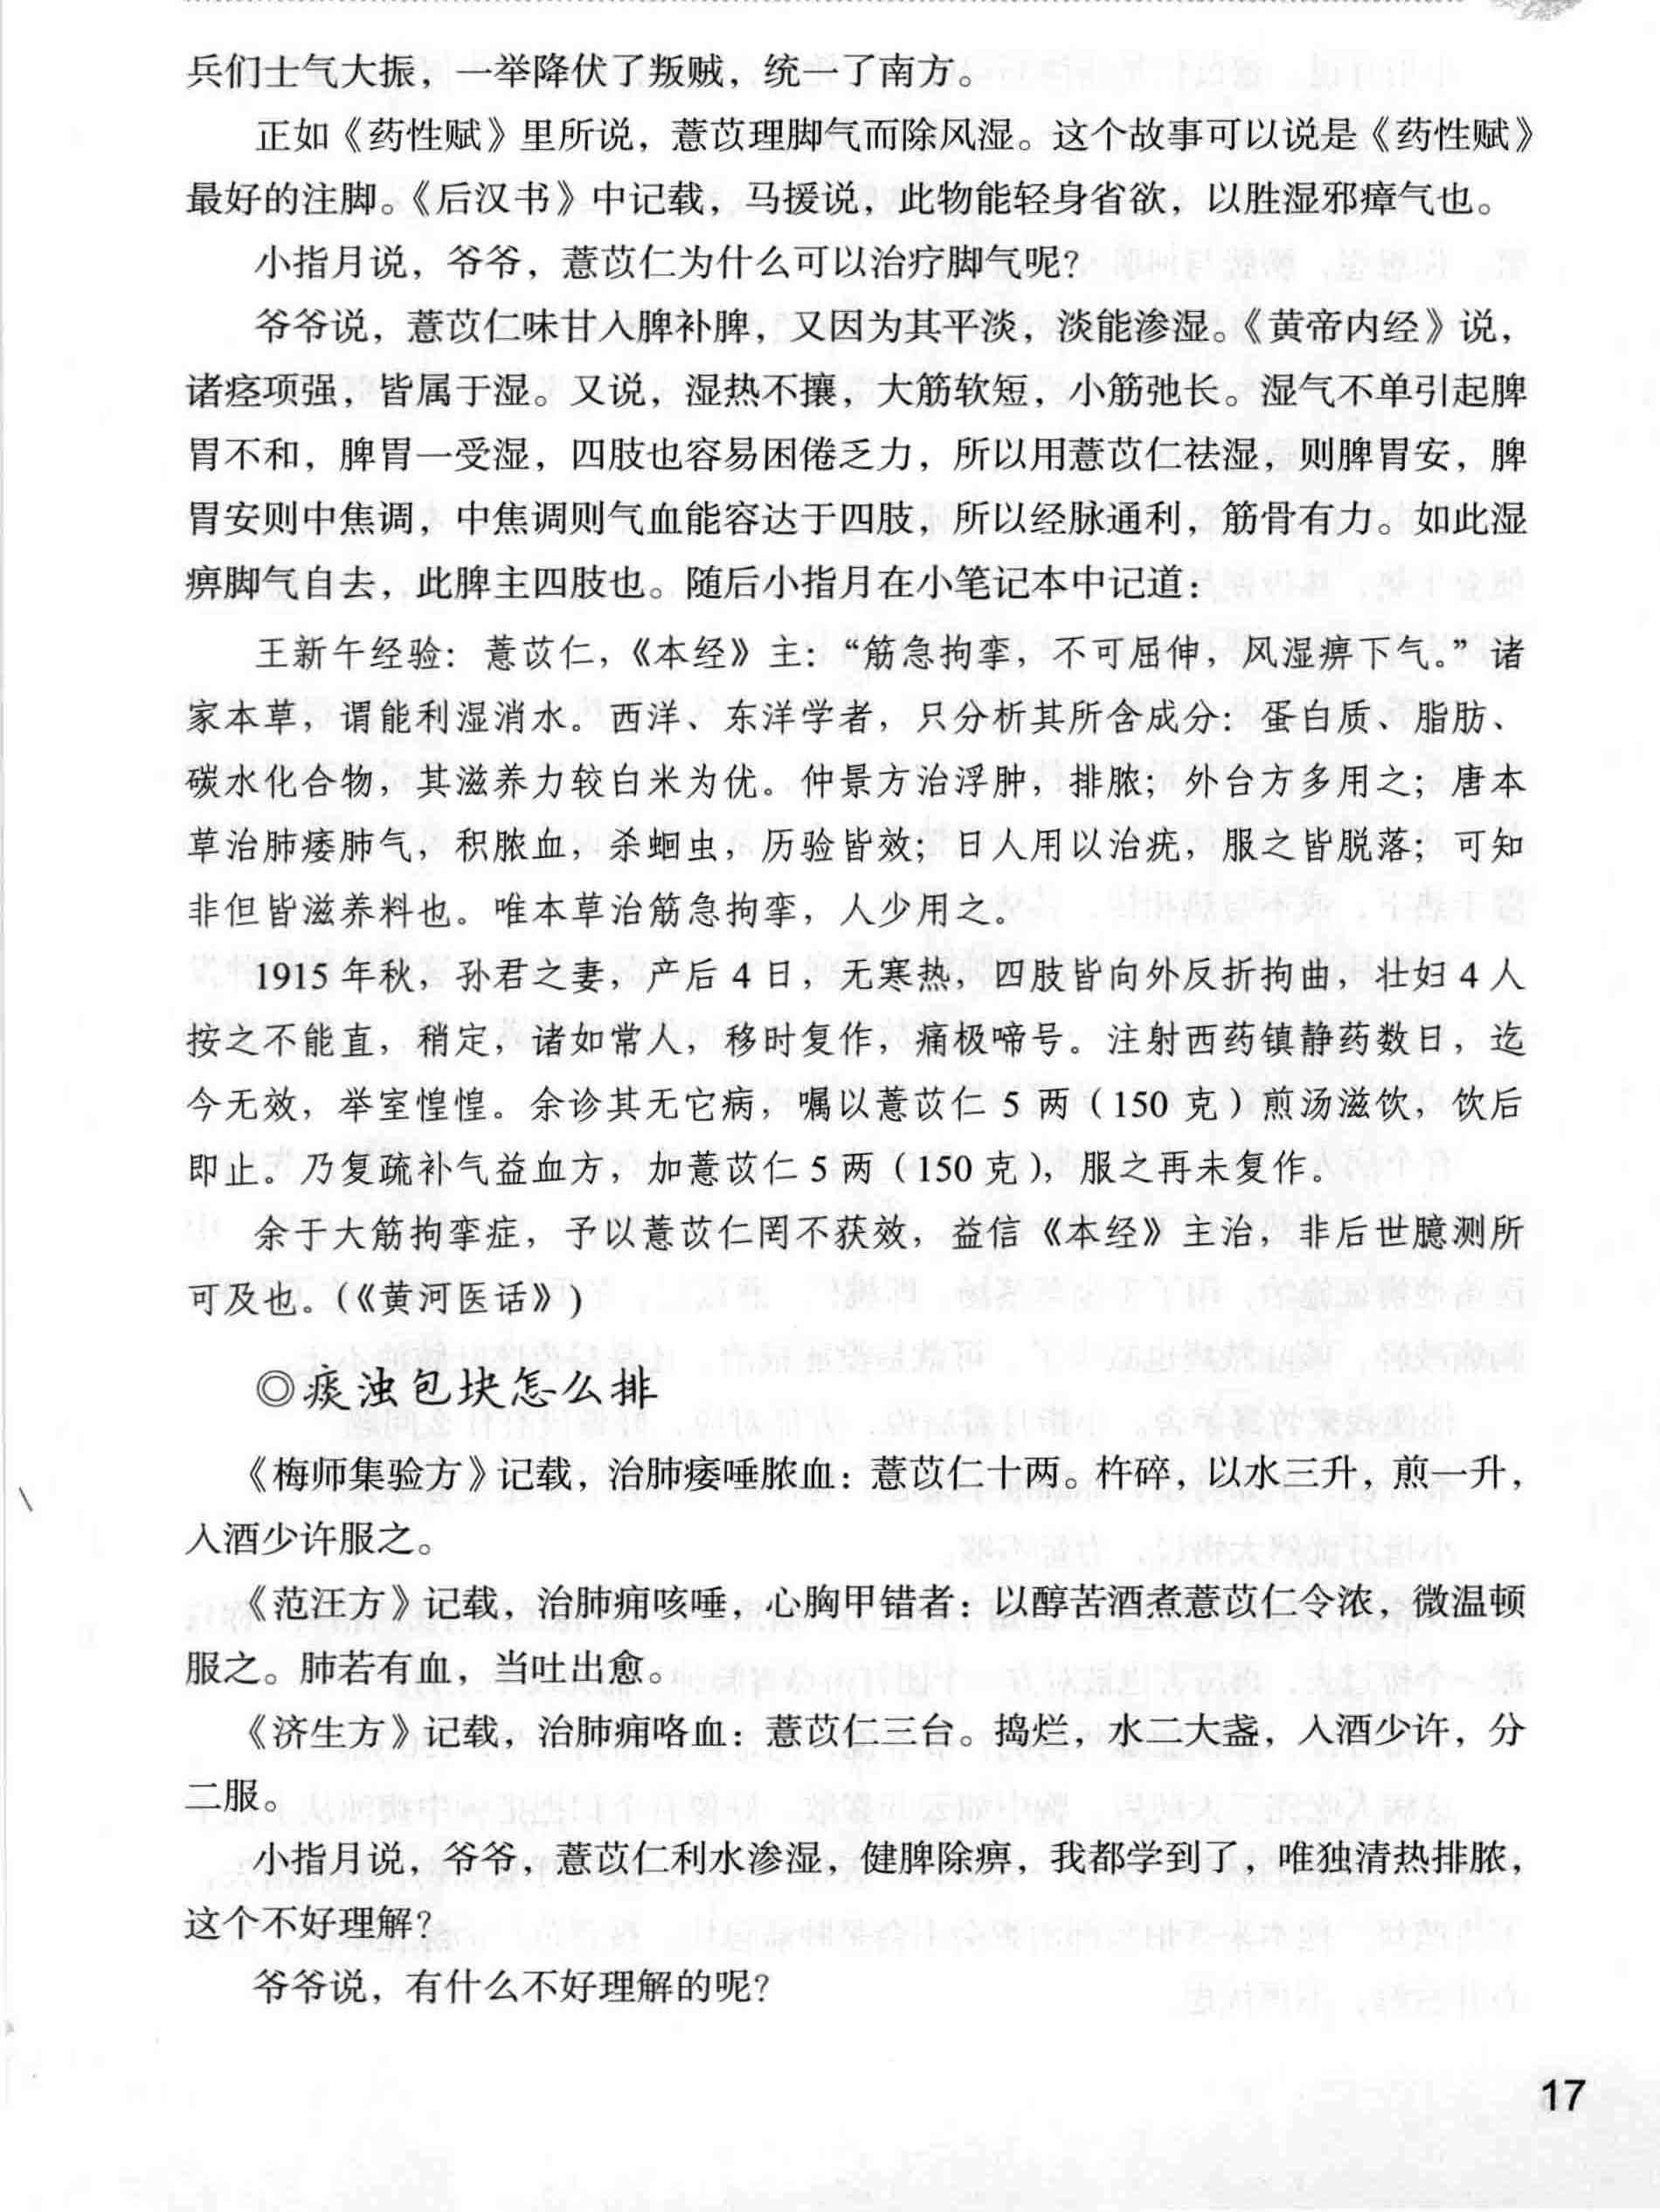 兵们士气大振，一举降伏了叛贼，统一了南方。
正如《药性赋》里所说，薏苡理脚气而除风湿。这个故事可以说是《药性赋》
最好的注脚。《后汉书》中记载，马援说，此物能轻身省欲，以胜湿邪瘴气也。
小指月说，爷爷，薏苡仁为什么可以治疗脚气呢？
爷爷说，薏苡仁味甘入脾补脾，又因为其平淡，淡能渗湿。《黄帝内经》说，
诸痉项强，皆属于湿。又说，湿热不攘，大筋软短，小筋弛长。湿气不单引起脾
胃不和，脾胃一受湿，四肢也容易困倦乏力，所以用薏苡仁祛湿，则脾胃安，脾
胃安则中焦调，中焦调则气血能容达于四肢，所以经脉通利，筋骨有力。如此湿
痹脚气自去，此脾主四肢也。随后小指月在小笔记本中记道：
王新午经验：薏苡仁，《本经》主：“筋急拘挛，不可屈伸，风湿痹下气。”诸
家本草，谓能利湿消水。西洋、东洋学者，只分析其所含成分：蛋白质、脂肪、
碳水化合物，其滋养力较白米为优。仲景方治浮肿，排脓；外台方多用之；唐本
草治肺痿肺气，积脓血，杀蛔虫，历验皆效；日人用以治疣，服之皆脱落；可知
非但皆滋养料也。唯本草治筋急拘挛，人少用之。
1915 年秋，孙君之妻，产后 4 日，无寒热，四肢皆向外反折拘曲，壮妇 4 人
按之不能直，稍定，诸如常人，移时复作，痛极啼号。注射西药镇静药数日，迄
今无效，举室惶惶。余诊其无它病，嘱以薏苡仁 5 两（150 克）煎汤滋饮，饮后
即止。乃复疏补气益血方，加薏苡仁 5 两（150 克），服之再未复作。
余于大筋拘挛症，予以薏苡仁罔不获效，益信《本经》主治，非后世臆测所
可及也。（《黄河医话》）
◎痰浊包块怎么排
《梅师集验方》记载，治肺痿唾脓血：薏苡仁十两。杵碎，以水三升，煎一升，
入酒少许服之。
《范汪方》记载，治肺痈咳唾，心胸甲错者：以醇苦酒煮薏苡仁令浓，微温顿
服之。肺若有血，当吐出愈。
《济生方》记载，治肺痈咯血：薏苡仁三台。捣烂，水二大盏，入酒少许，分
二服。
小指月说，爷爷，薏苡仁利水渗湿，健脾除痹，我都学到了，唯独清热排脓，
这个不好理解？
爷爷说，有什么不好理解的呢？
17